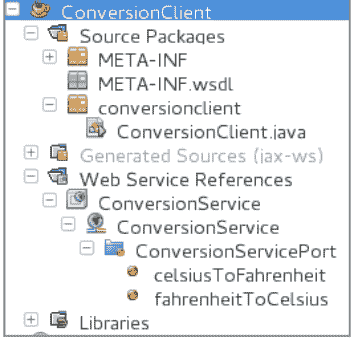 ConversionClient
Source Packages
META-INF
META-INF.wsdl
conversionclient
ConversionClient.java
Generated Sources (jax-ws)
Web Service References
ConversionService
ConversionService
ConversionServicePort
celsiusToFahrenheit
fahrenheitToCelsius
Libraries